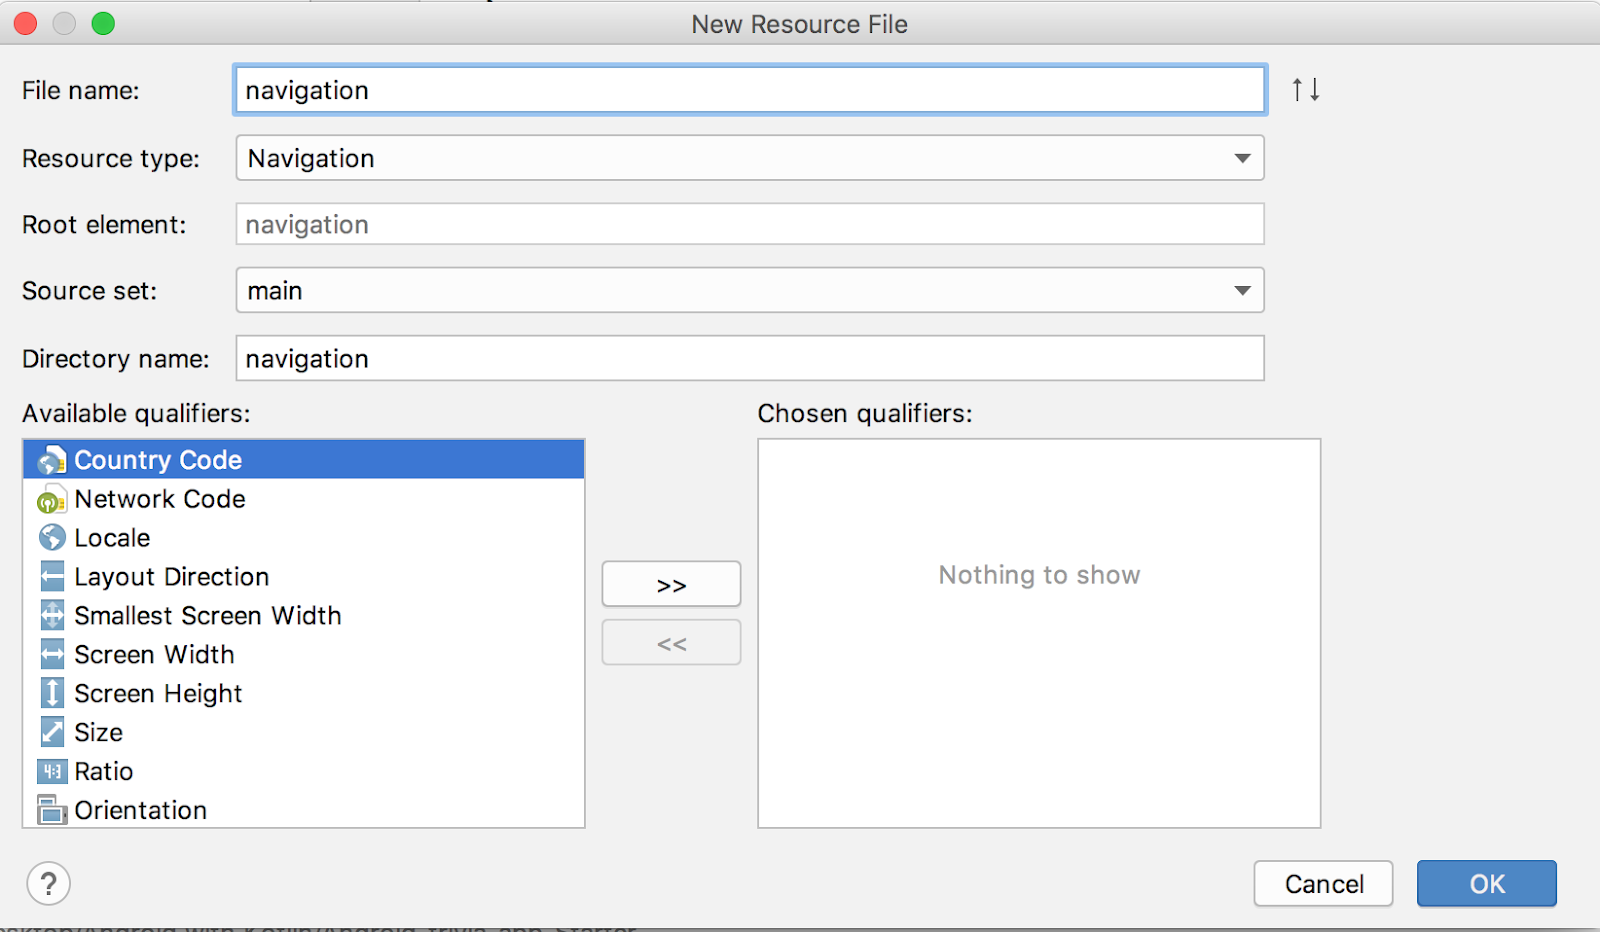 New Resource File
File name: navigation
Resource type: Navigation
Root element: navigation
Source set: main
Directory name: navigation
Available qualifiers:
Chosen qualifiers:
Country Code
Network Code
Locale
Layout Direction
Smallest Screen Width
Screen Width
Screen Height
Size
4:3 Ratio
Orientation
>>
<<
Nothing to show
?
Cancel
OK